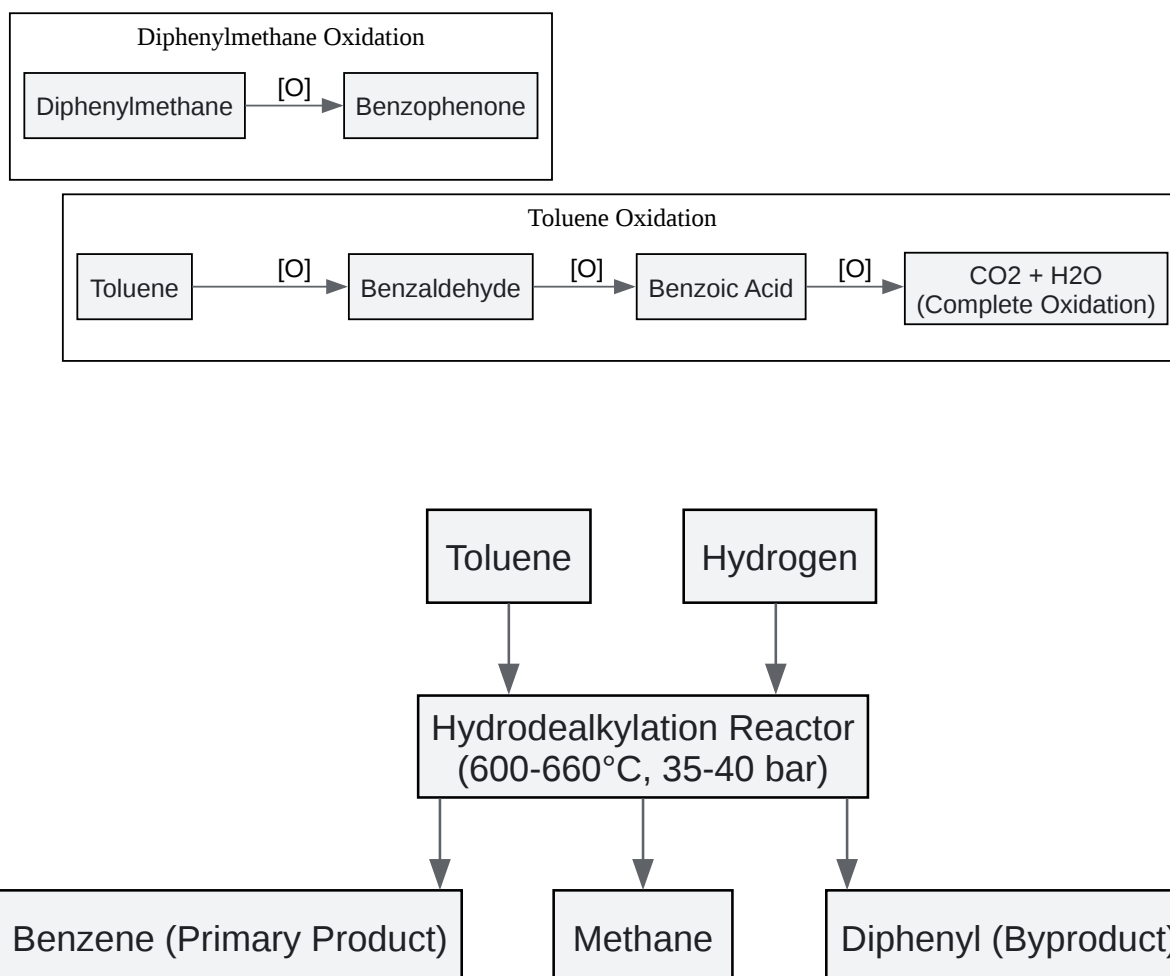 Diphenylmethane Oxidation
Diphenylmethane
[O]
Benzophenone
Toluene Oxidation
Toluene
[O]
Benzaldehyde
[O]
Benzoic Acid
[O]
CO2 + H2O
(Complete Oxidation)
Toluene
Hydrogen
Hydrodealkylation Reactor
(600-660°C, 35-40 bar)
Benzene (Primary Product)
Methane
Diphenyl (Byproduct)